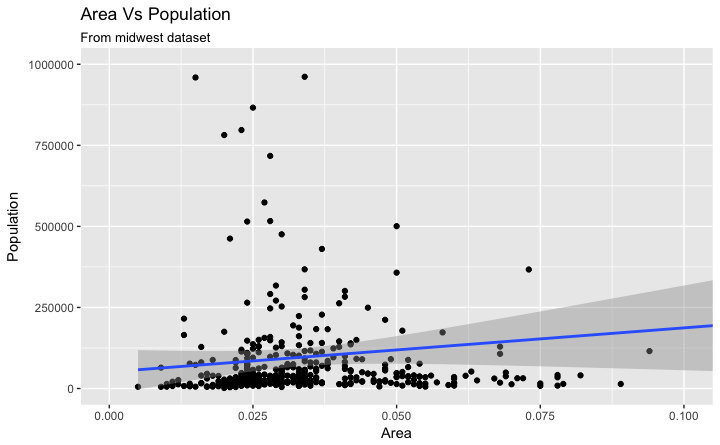 Area Vs Population
From midwest dataset
1000000
750000
500000
250000
0
Population
0.000
0.025
0.050
0.075
0.100
Area